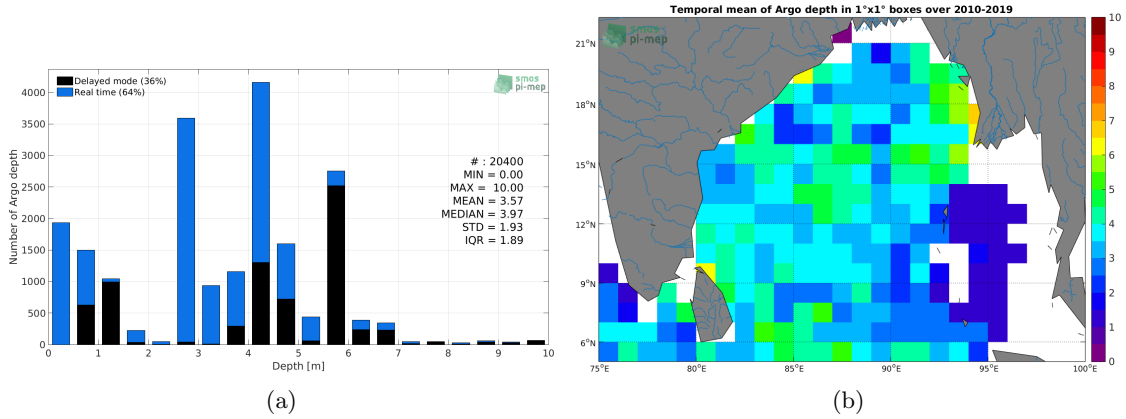 Delayed mode (36%)
Real time (64%)
smos
pi-mep
# : 20400
MIN = 0.00
MAX = 10.00
MEAN = 3.57
MEDIAN = 3.97
STD = 1.93
IQR = 1.89
Number of Argo depth
4000
3500
3000
2500
2000
1500
1000
500
0
0 1 2 3 4 5 6 7 8 9 10
Depth [m]
(a)
Temporal mean of Argo depth in 1°x1° boxes over 2010-2019
smos
pi-mep
21°N
18°N
15°N
12°N
9°N
6°N
75°E 80°E 85°E 90°E 95°E 100°E
10
9
8
7
6
5
4
3
2
1
0
(b)